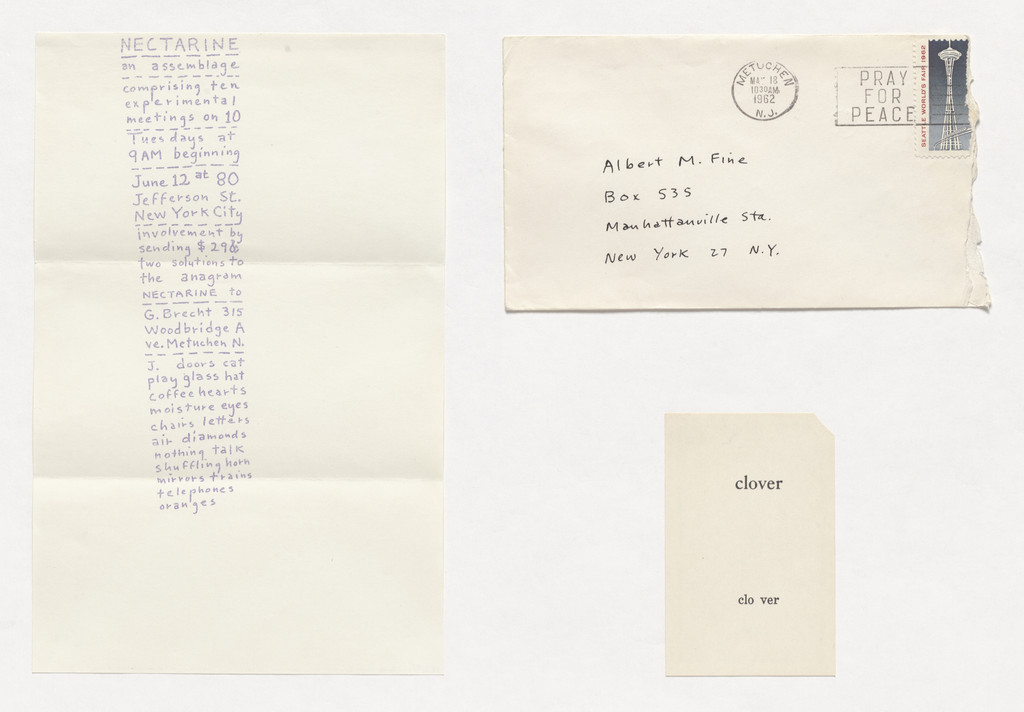 NECTARINE
an assemblage
comprising ten
experimental
meetings on 10
Tuesdays at
9AM beginning
June 12 at 80
Jefferson St.
New York City
involvement by
sending $ 29 &
two solutions to
the anagram
NECTARINE to
G. Brecht 315
Woodbridge A
ve. Metuchen N.
J. doors cat
play glass hat
coffee hearts
moisture eyes
chairs letters
air diamonds
nothing talk
shuffling horn
mirrors trains
telephones
oranges
METUCHEN
MAY 18
1030AM
1962
N.J.
PRAY
FOR
PEACE
SEATTLE WORLD'S FAIR 1962
Albert M. Fine
Box 535
Manhattanville Sta.
New York 27 N.Y.
clover
clo ver